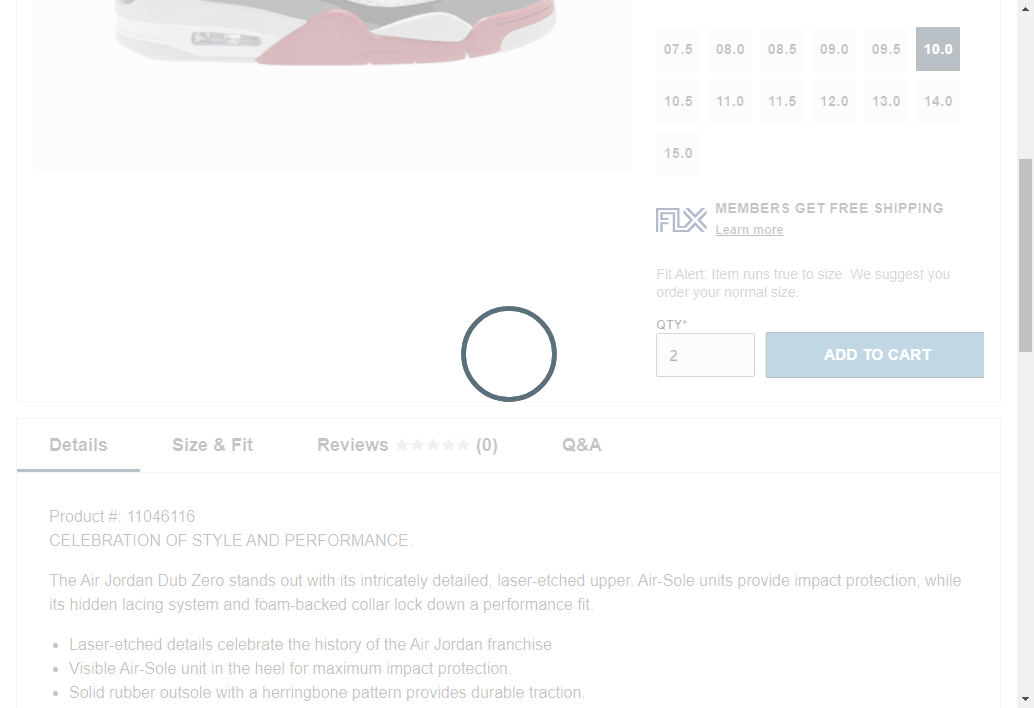 07.5 08.0 08.5 09.0 09.5 10.0
10.5 11.0 11.5 12.0 13.0 14.0
15.0
FLX
MEMBERS GET FREE SHIPPING
Learn more
Fit Alert: Item runs true to size. We suggest you
order your normal size.
QTY*
2
ADD TO CART
Details Size & Fit Reviews ★★★★★ (0) Q&A
Product #: 11046116
CELEBRATION OF STYLE AND PERFORMANCE.
The Air Jordan Dub Zero stands out with its intricately detailed, laser-etched upper. Air-Sole units provide impact protection, while
its hidden lacing system and foam-backed collar lock down a performance fit.
• Laser-etched details celebrate the history of the Air Jordan franchise
• Visible Air-Sole unit in the heel for maximum impact protection.
• Solid rubber outsole with a herringbone pattern provides durable traction.